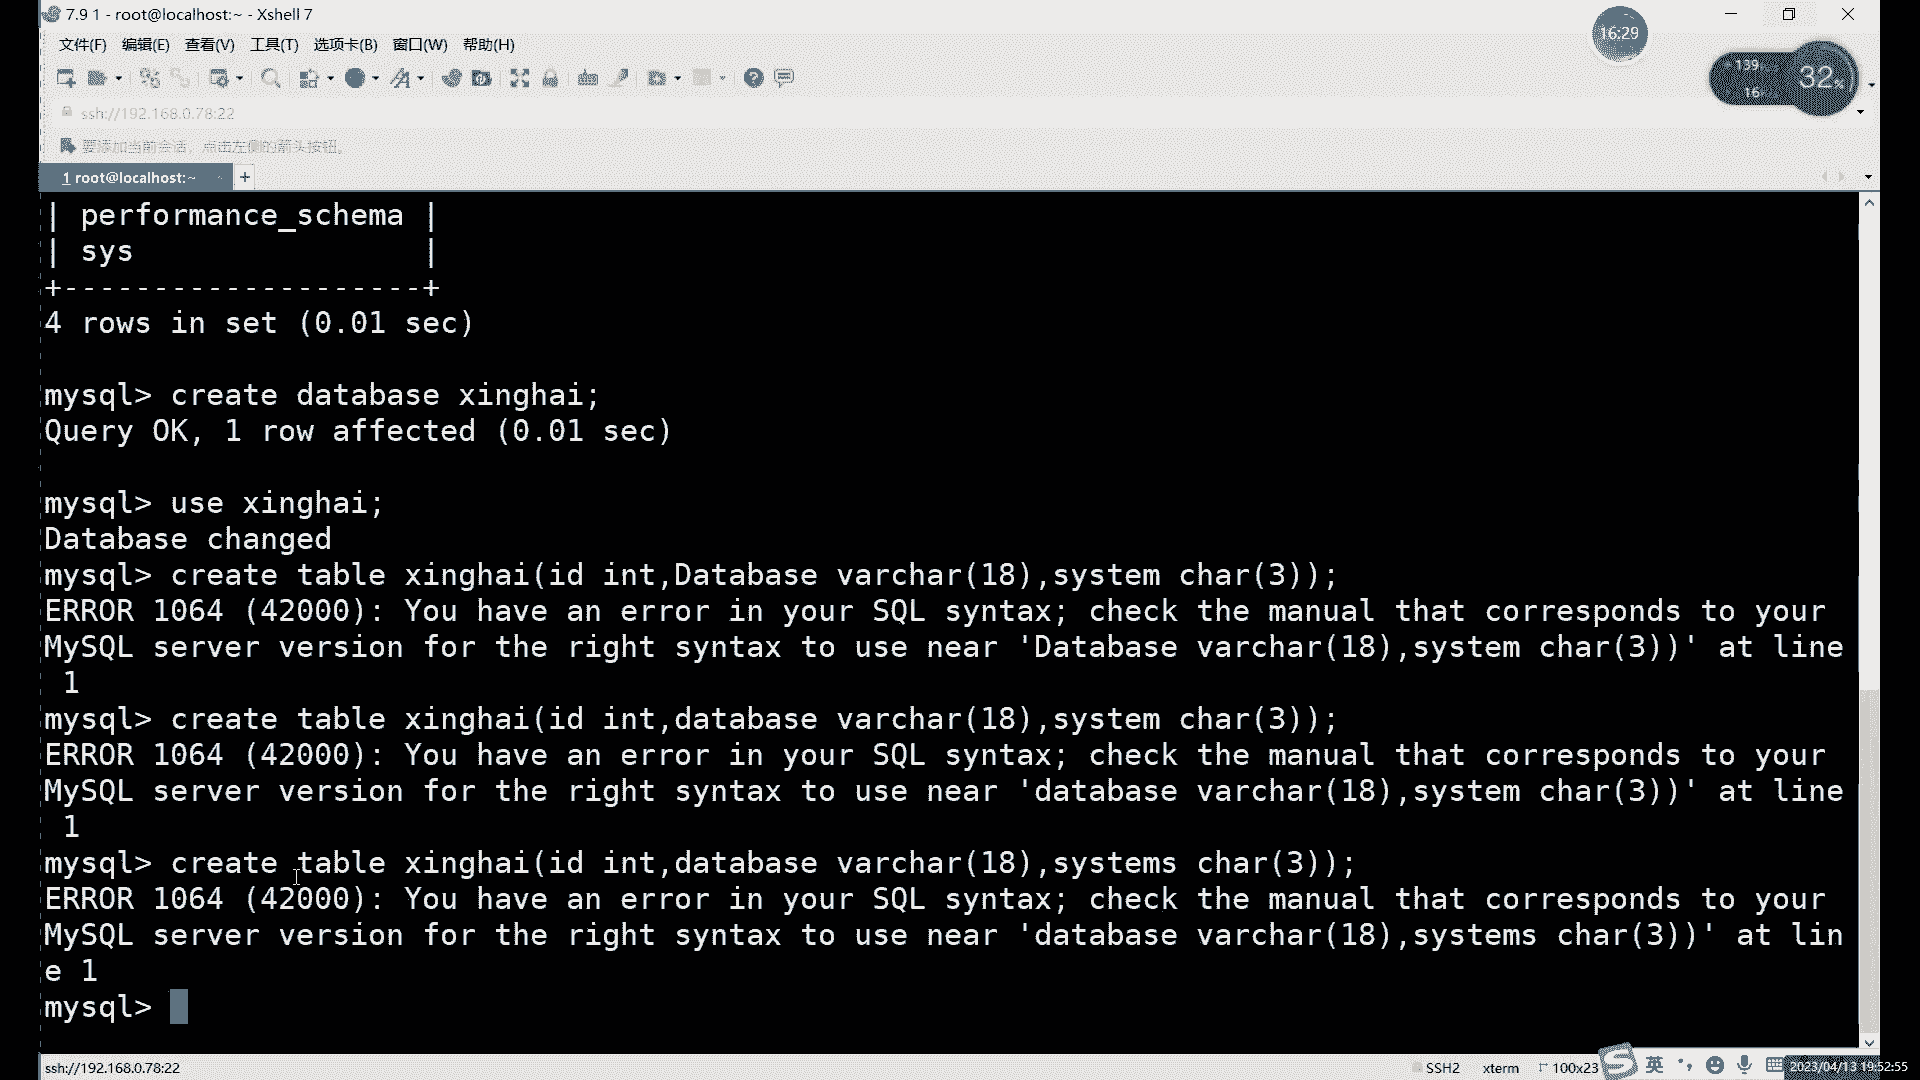 7.9 1 - root@localhost:~ - Xshell 7
16:29
文件(F) 编辑(E) 查看(V) 工具(T) 选项卡(B) 窗口(W) 帮助(H)
139
16
32%
ssh://192.168.0.78:22
要添加当前会话，点击左侧的箭头按钮。
1 root@localhost:~ +
| performance_schema |
| sys |
+--------------------+
4 rows in set (0.01 sec)
mysql> create database xinghai;
Query OK, 1 row affected (0.01 sec)
mysql> use xinghai;
Database changed
mysql> create table xinghai(id int,Database varchar(18),system char(3));
ERROR 1064 (42000): You have an error in your SQL syntax; check the manual that corresponds to your
MySQL server version for the right syntax to use near 'Database varchar(18),system char(3))' at line
1
mysql> create table xinghai(id int,database varchar(18),system char(3));
ERROR 1064 (42000): You have an error in your SQL syntax; check the manual that corresponds to your
MySQL server version for the right syntax to use near 'database varchar(18),system char(3))' at line
1
mysql> create table xinghai(id int,database varchar(18),systems char(3));
ERROR 1064 (42000): You have an error in your SQL syntax; check the manual that corresponds to your
MySQL server version for the right syntax to use near 'database varchar(18),systems char(3))' at lin
e 1
mysql>
ssh://192.168.0.78:22 SSH2 xterm 100x23 英 2023/04/13 19:52:55